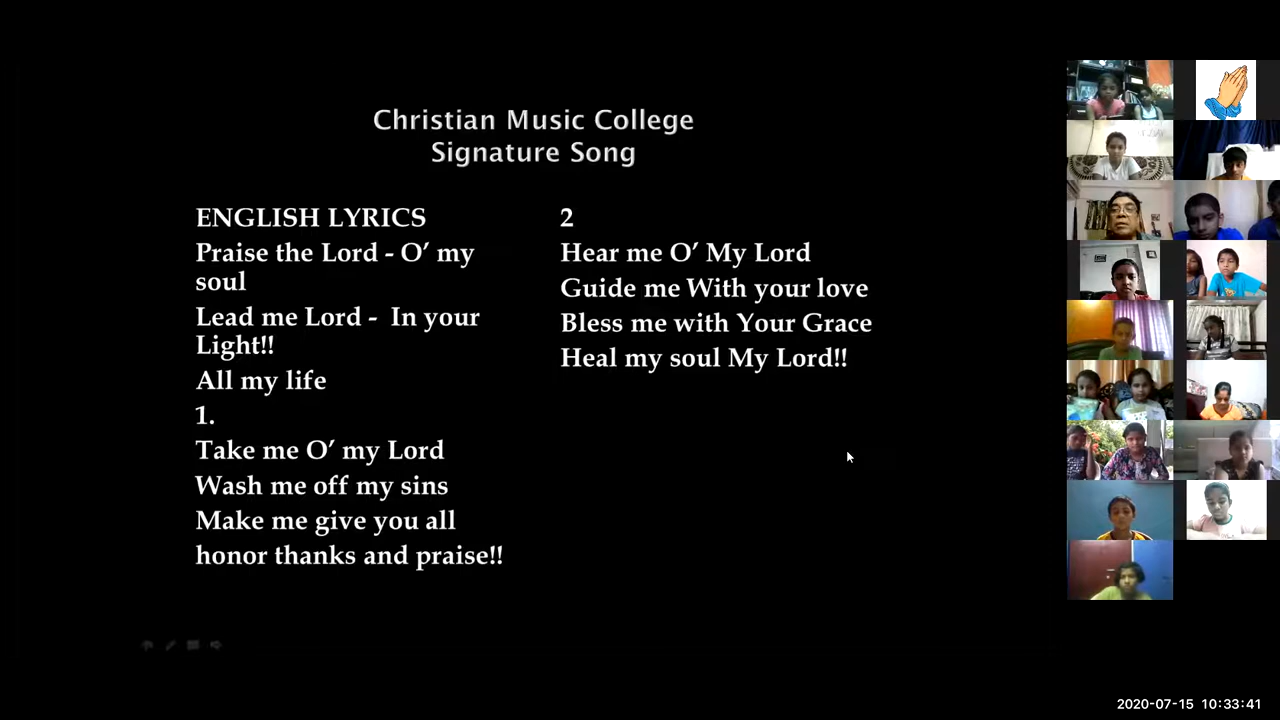 Christian Music College
Signature Song
ENGLISH LYRICS
Praise the Lord - O’ my
soul
Lead me Lord -  In your
Light!!
All my life
1.
Take me O’ my Lord
Wash me off my sins
Make me give you all
honor thanks and praise!!
2
Hear me O’ My Lord
Guide me With your love
Bless me with Your Grace
Heal my soul My Lord!!
2020-07-15 10:33:41